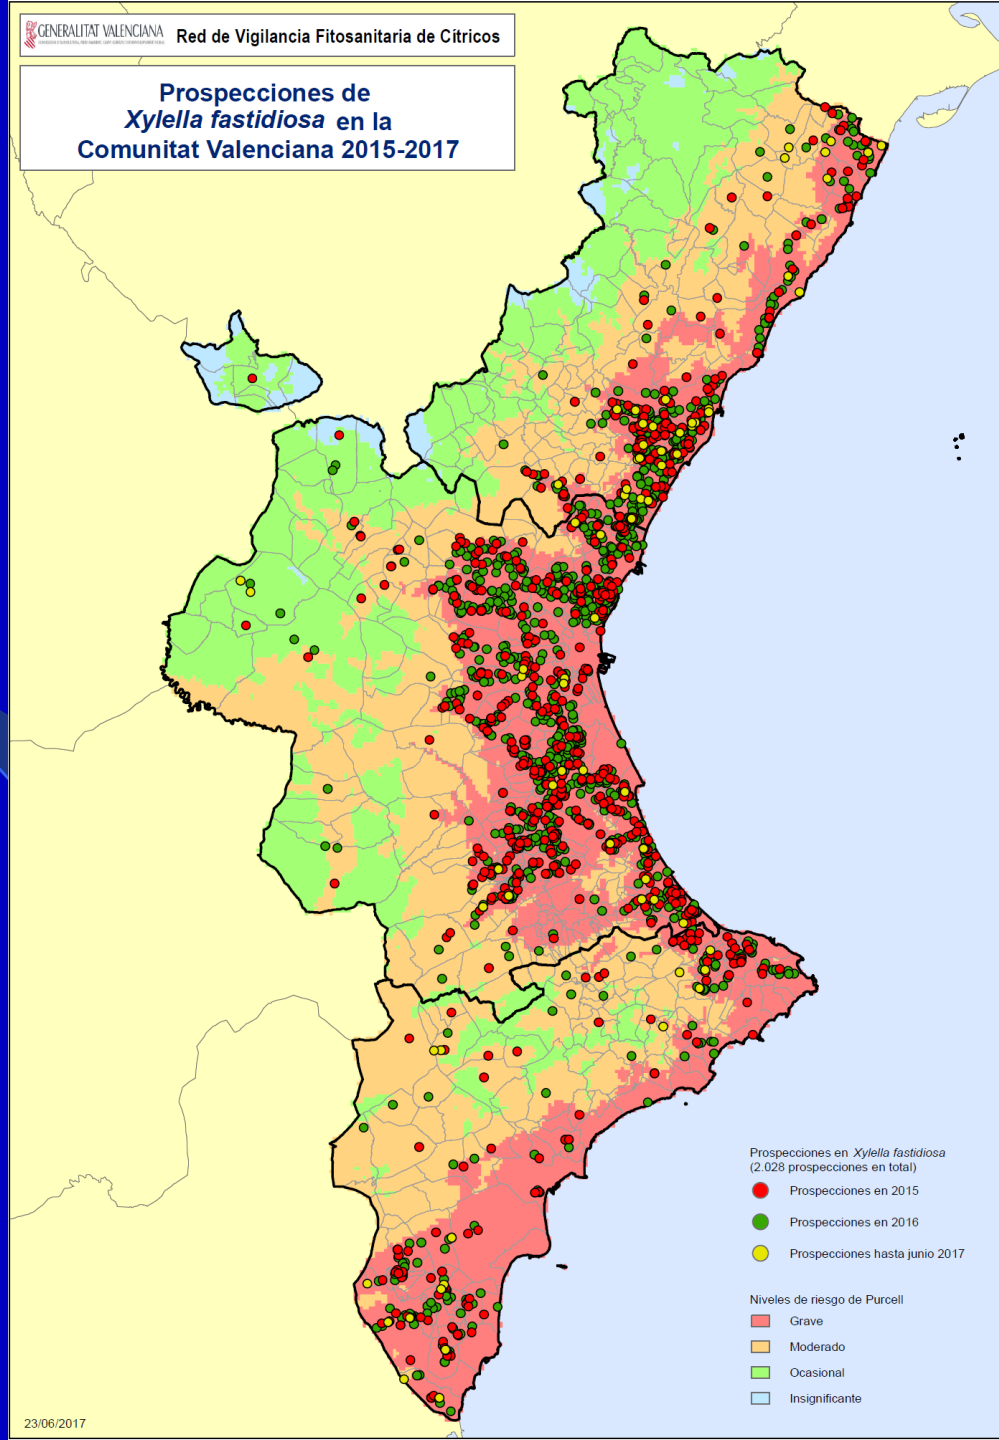 GENERALITAT VALENCIANA
Red de Vigilancia Fitosanitaria de Cítricos
Prospecciones de
Xylella fastidiosa en la
Comunitat Valenciana 2015-2017
Prospecciones en Xylella fastidiosa
(2.028 prospecciones en total)
Prospecciones en 2015
Prospecciones en 2016
Prospecciones hasta junio 2017
Niveles de riesgo de Purcell
Grave
Moderado
Ocasional
Insignificante
23/06/2017